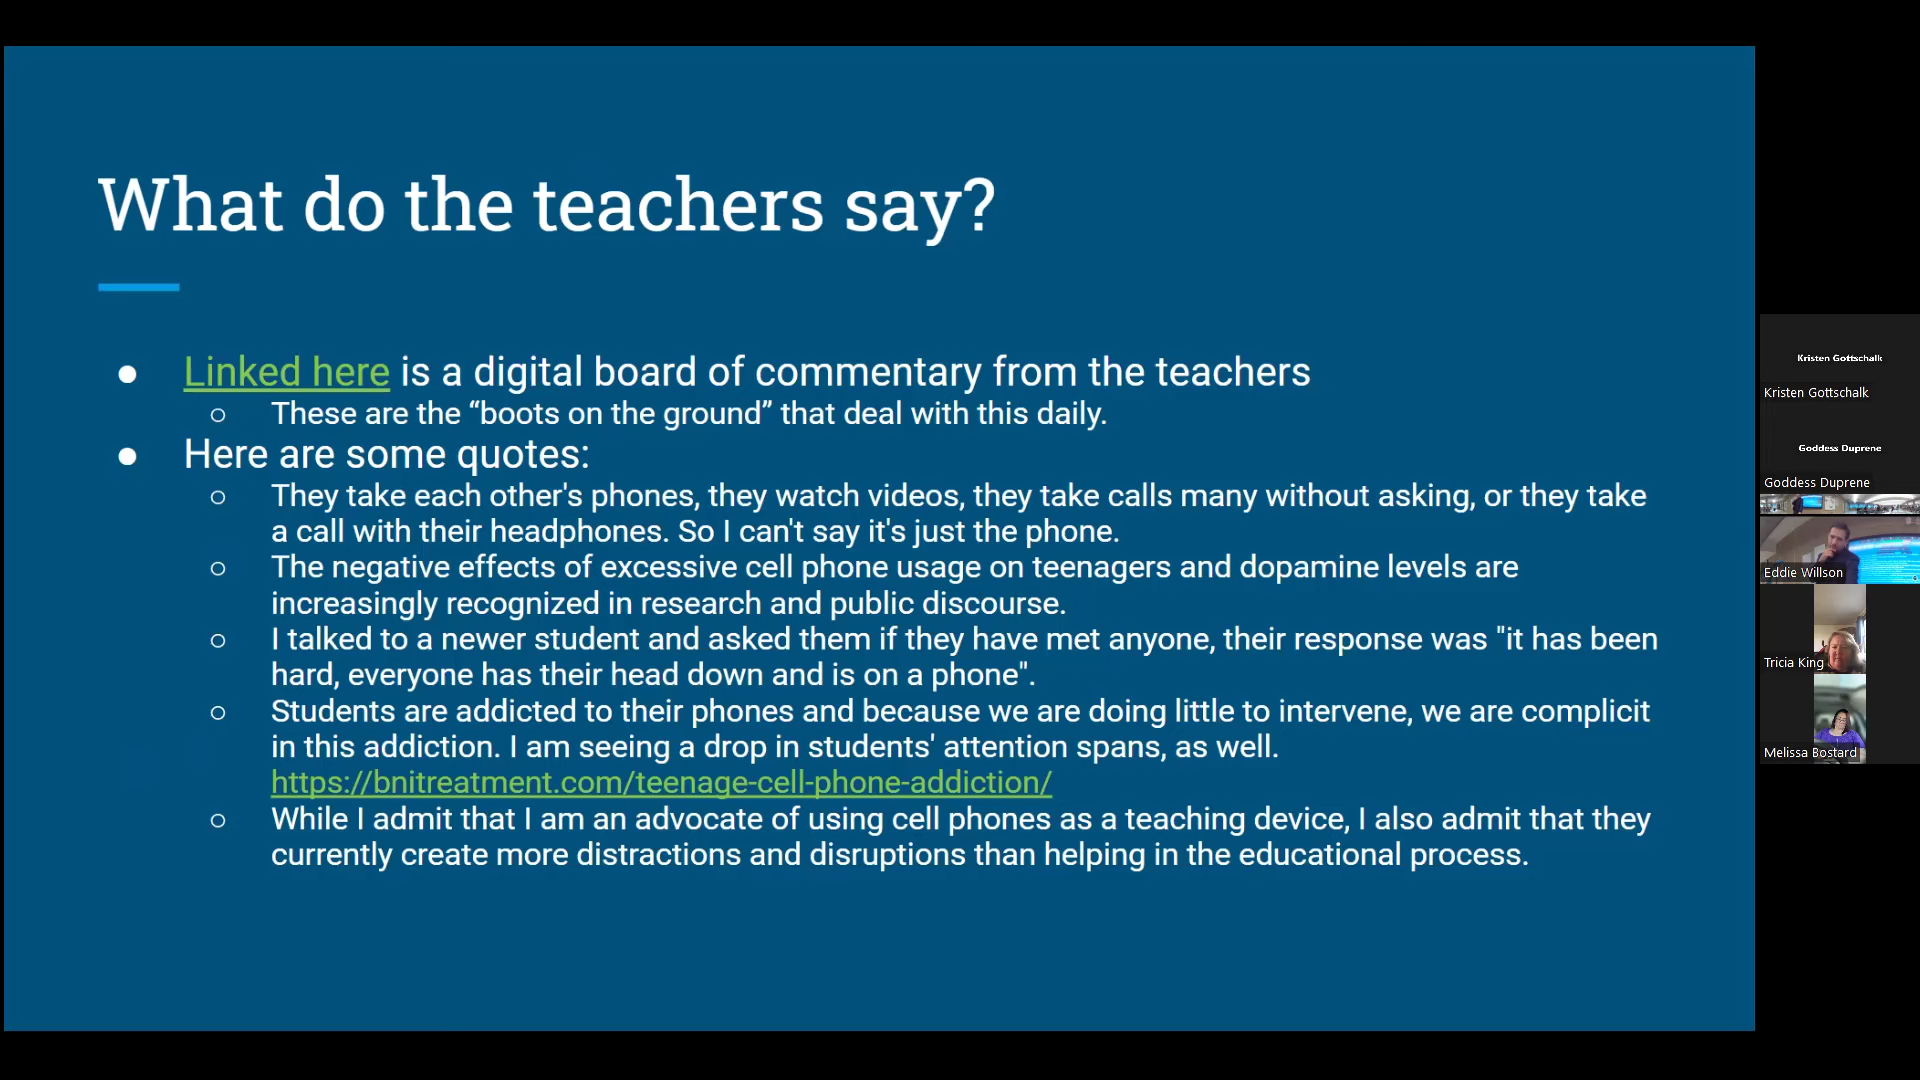 What do the teachers say?
● Linked here is a digital board of commentary from the teachers
○ These are the “boots on the ground” that deal with this daily.
● Here are some quotes:
○ They take each other's phones, they watch videos, they take calls many without asking, or they take
a call with their headphones. So I can't say it's just the phone.
○ The negative effects of excessive cell phone usage on teenagers and dopamine levels are
increasingly recognized in research and public discourse.
○ I talked to a newer student and asked them if they have met anyone, their response was "it has been
hard, everyone has their head down and is on a phone".
○ Students are addicted to their phones and because we are doing little to intervene, we are complicit
in this addiction. I am seeing a drop in students' attention spans, as well.
https://bnitreatment.com/teenage-cell-phone-addiction/
○ While I admit that I am an advocate of using cell phones as a teaching device, I also admit that they
currently create more distractions and disruptions than helping in the educational process.
Kristen Gottschalk
Kristen Gottschalk
Goddess Duprene
Goddess Duprene
Eddie Willson
Tricia King
Melissa Bostard